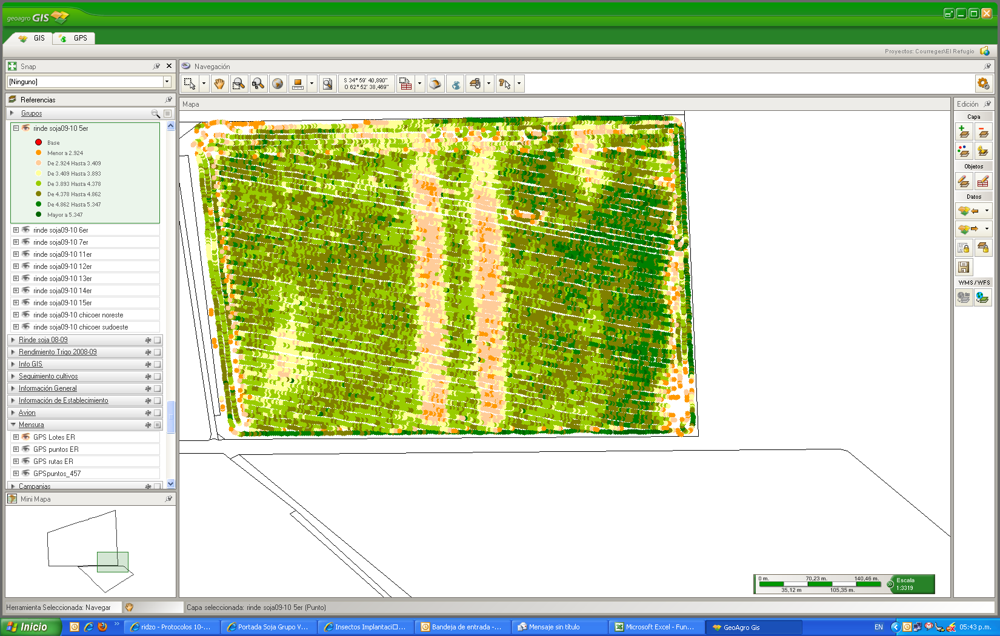 geoagro GIS
GIS
GPS
Proyectos: Courreges\El Refugio
Snap
[Ninguno]
Referencias
Grupos
rinde soja09-10 5er
Base
Menor a 2.924
De 2.924 Hasta 3.409
De 3.409 Hasta 3.893
De 3.893 Hasta 4.378
De 4.378 Hasta 4.862
De 4.862 Hasta 5.347
Mayor a 5.347
rinde soja09-10 6er
rinde soja09-10 7er
rinde soja09-10 11er
rinde soja09-10 12er
rinde soja09-10 13er
rinde soja09-10 14er
rinde soja09-10 15er
rinde soja09-10 chicoer noreste
rinde soja09-10 chicoer sudoeste
Rinde soja 08-09
Rendimiento Trigo 2008-09
Info GIS
Seguimiento cultivos
Información General
Información de Establecimiento
Avion
Mensura
GPS Lotes ER
GPS puntos ER
GPS rutas ER
GPSpuntos_457
Campanias
Mini Mapa
Navegación
S 34° 59' 40,890"
O 62° 52' 38,469"
Mapa
Edición
Capa
Objetos
Datos
WMS / WFS
0 m. 70,23 m. 140,46 m.
35,12 m 105,35 m.
Escala
1:3319
Herramienta Seleccionada: Navegar
Capa seleccionada: rinde soja09-10 5er (Punto)
Inicio
ridzo - Protocolos 10-...
Portada Soja Grupo V...
Insectos Implantaci□...
Bandeja de entrada -...
Mensaje sin título
Microsoft Excel - Fun...
GeoAgro Gis
EN
05:43 p.m.